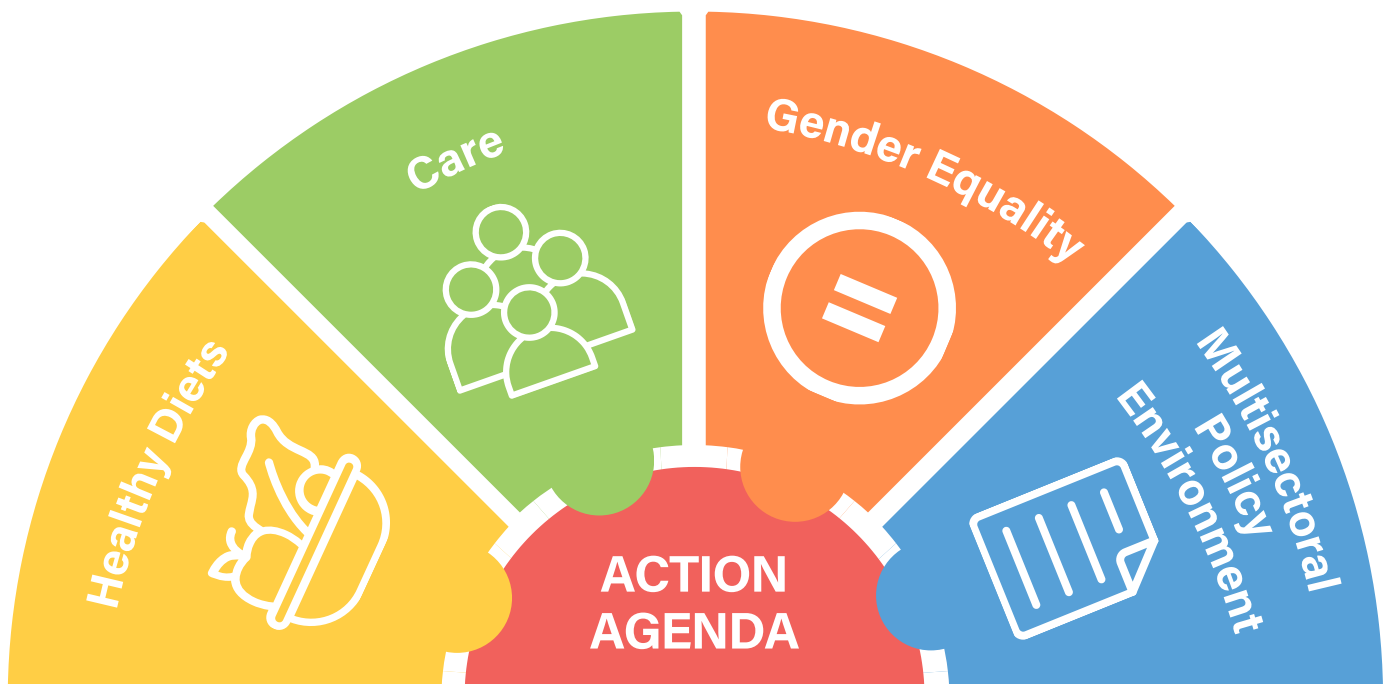 Healthy Diets
Care
Gender Equality
Multisectoral
Policy
Environment
ACTION
AGENDA